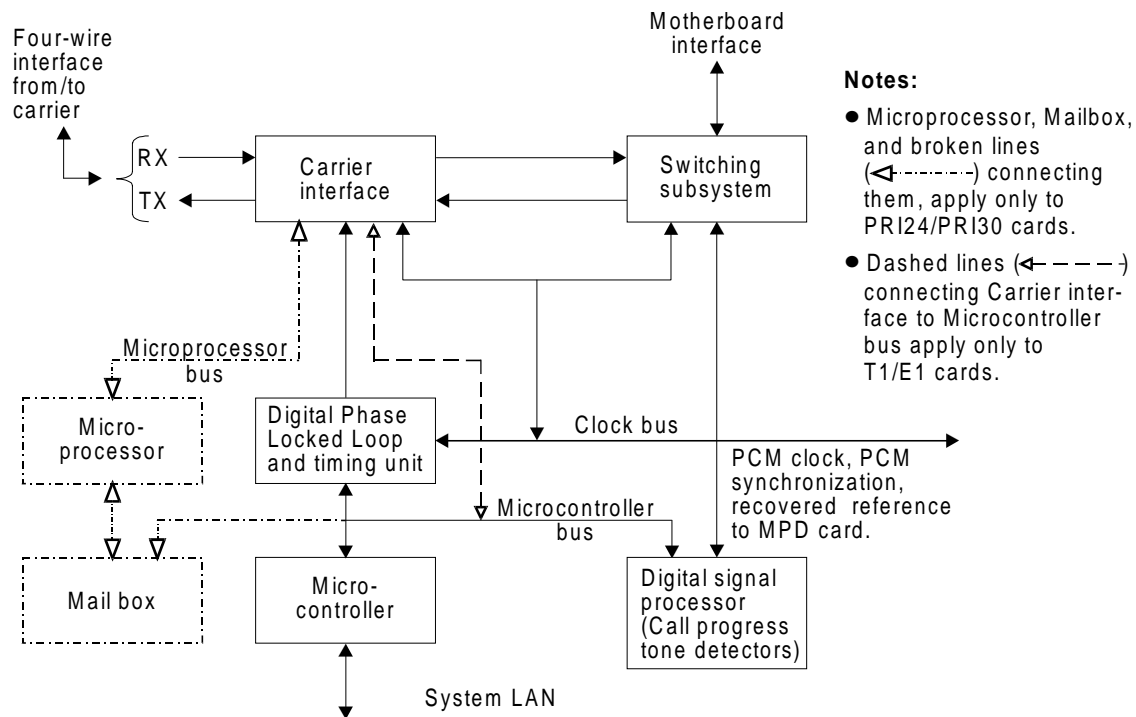 Four-wire
interface
from/to
carrier
Motherboard
interface
RX
TX
Carrier
interface
Switching
subsystem
Notes:
● Microprocessor, Mailbox,
and broken lines
( ) connecting
them, apply only to
PRI24/PRI30 cards.
● Dashed lines ( )
connecting Carrier inter-
face to Microcontroller
bus apply only to
T1/E1 cards.
Microprocessor
bus
Micro-
processor
Digital Phase
Locked Loop
and timing unit
Clock bus
PCM clock, PCM
synchronization,
recovered reference
to MPD card.
Microcontroller
bus
Mail box
Micro-
controller
Digital signal
processor
(Call progress
tone detectors)
System LAN